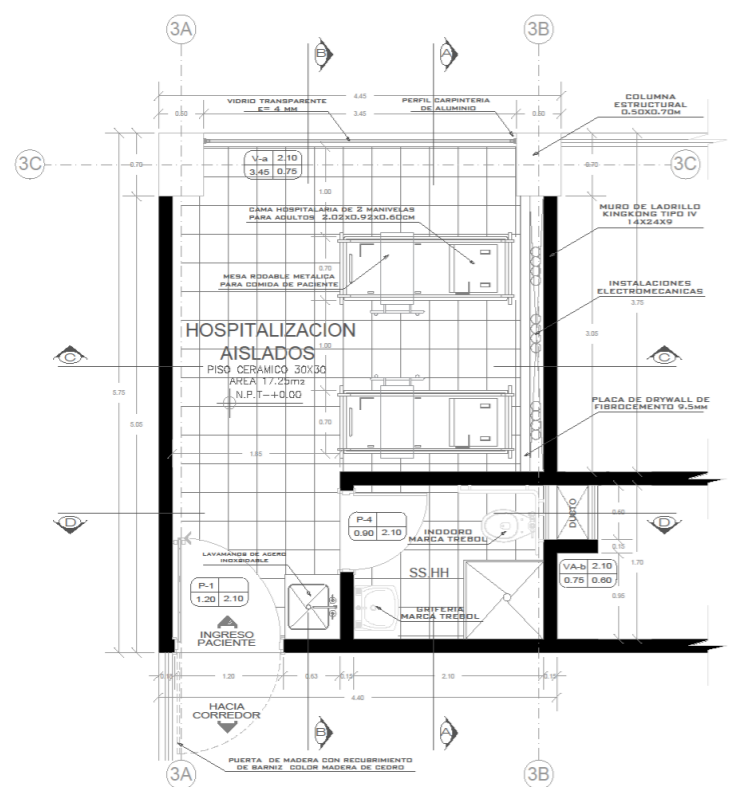 3A
3B
B
A
4.45
VIDRIO TRANSPARENTE
E= 4 MM
PERFIL CARPINTERIA
DE ALUMINIO
COLUMNA
ESTRUCTURAL
0.50X0.70M
0.50
3.45
0.50
3C
0.70
V-a 2.10
3.45 0.75
0.70
3C
1.00
CAMA HOSPITALARIA DE 2 MANIVELAS
PARA ADULTOS 2.02X0.92X0.60CM
MURO DE LADRILLO
KINGKONG TIPO IV
14X24X9
MESA RODABLE METALICA
PARA COMIDA DE PACIENTE
0.70
INSTALACIONES
ELECTROMECANICAS
3.75
HOSPITALIZACION
AISLADOS
PISO CERAMICO 30X30
AREA 17.25m2
N.P.T-+0.00
3.05
1.00
C
C
5.75
5.05
0.70
PLACA DE DRYWALL DE
FIBROCEMENTO 9.5MM
1.85
D
P-4
0.90 2.10
INODORO
MARCA TREBOL
DUCTO
0.60
D
0.15
LAVAMANOS DE ACERO
INOXSIDABLE
SS.HH
VA-b 2.10
0.75 0.60
1.70
P-1
1.20 2.10
GRIFERIA
MARCA TREBOL
0.95
INGRESO
PACIENTE
0.15
1.20
0.63
0.15
2.10
4.40
HACIA
CORREDOR
B
A
PUERTA DE MADERA CON RECUBRIMIENTO
DE BARNIZ COLOR MADERA DE CEDRO
3A
3B